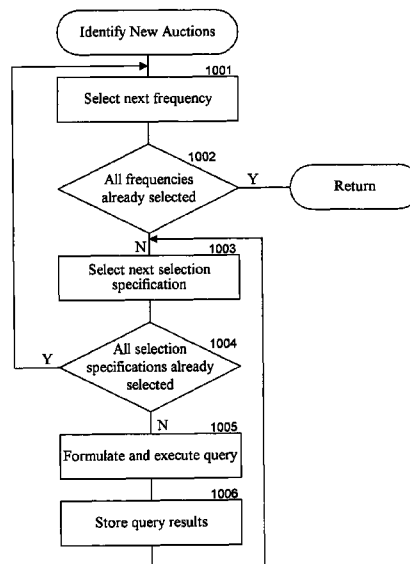 Identify New Auctions
1001
Select next frequency
1002
All frequencies
already selected
Y
Return
N
1003
Select next selection
specification
1004
All selection
specifications already
selected
Y
N
1005
Formulate and execute query
1006
Store query results